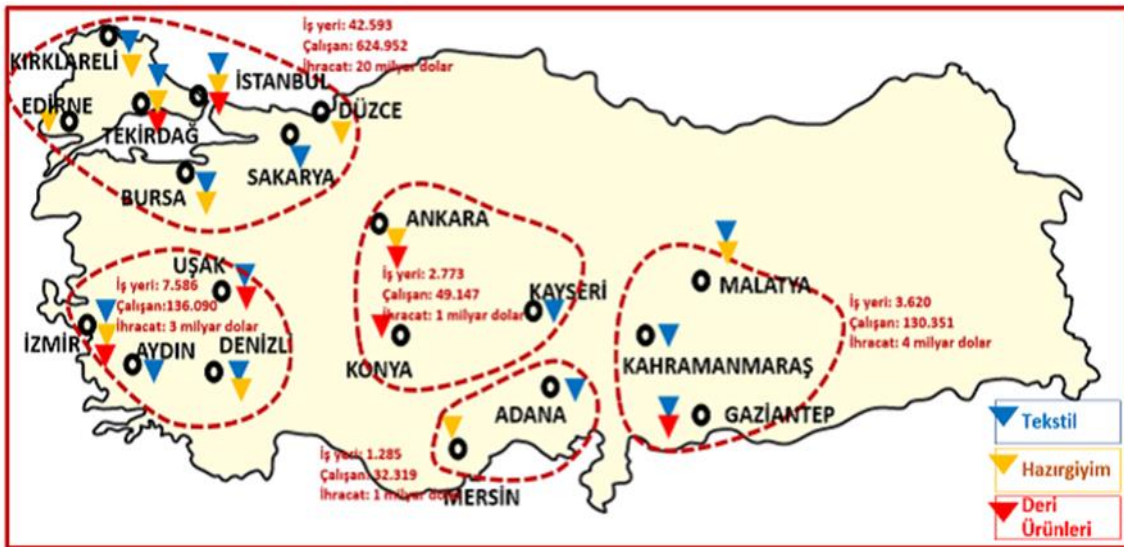 İş yeri: 42.593
Çalışan: 624.952
İhracat: 20 milyar dolar
KIRKLARELİ
İSTANBUL
EDİRNE
DÜZCE
TEKİRDAĞ
SAKARYA
BURSA
ANKARA
UŞAK
İş yeri: 7.586
Çalışan:136.090
İhracat: 3 milyar dolar
İZMİR
AYDIN
DENİZLİ
İş yeri: 2.773
Çalışan: 49.147
İhracat: 1 milyar dolar
KAYSERİ
KONYA
MALATYA
İş yeri: 3.620
Çalışan: 130.351
İhracat: 4 milyar dolar
KAHRAMANMARAŞ
ADANA
GAZİANTEP
İş yeri: 1.285
Çalışan: 32.319
İhracat: 1 milyar dolar
MERSİN
Tekstil
Hazırgiyim
Deri
Ürünleri